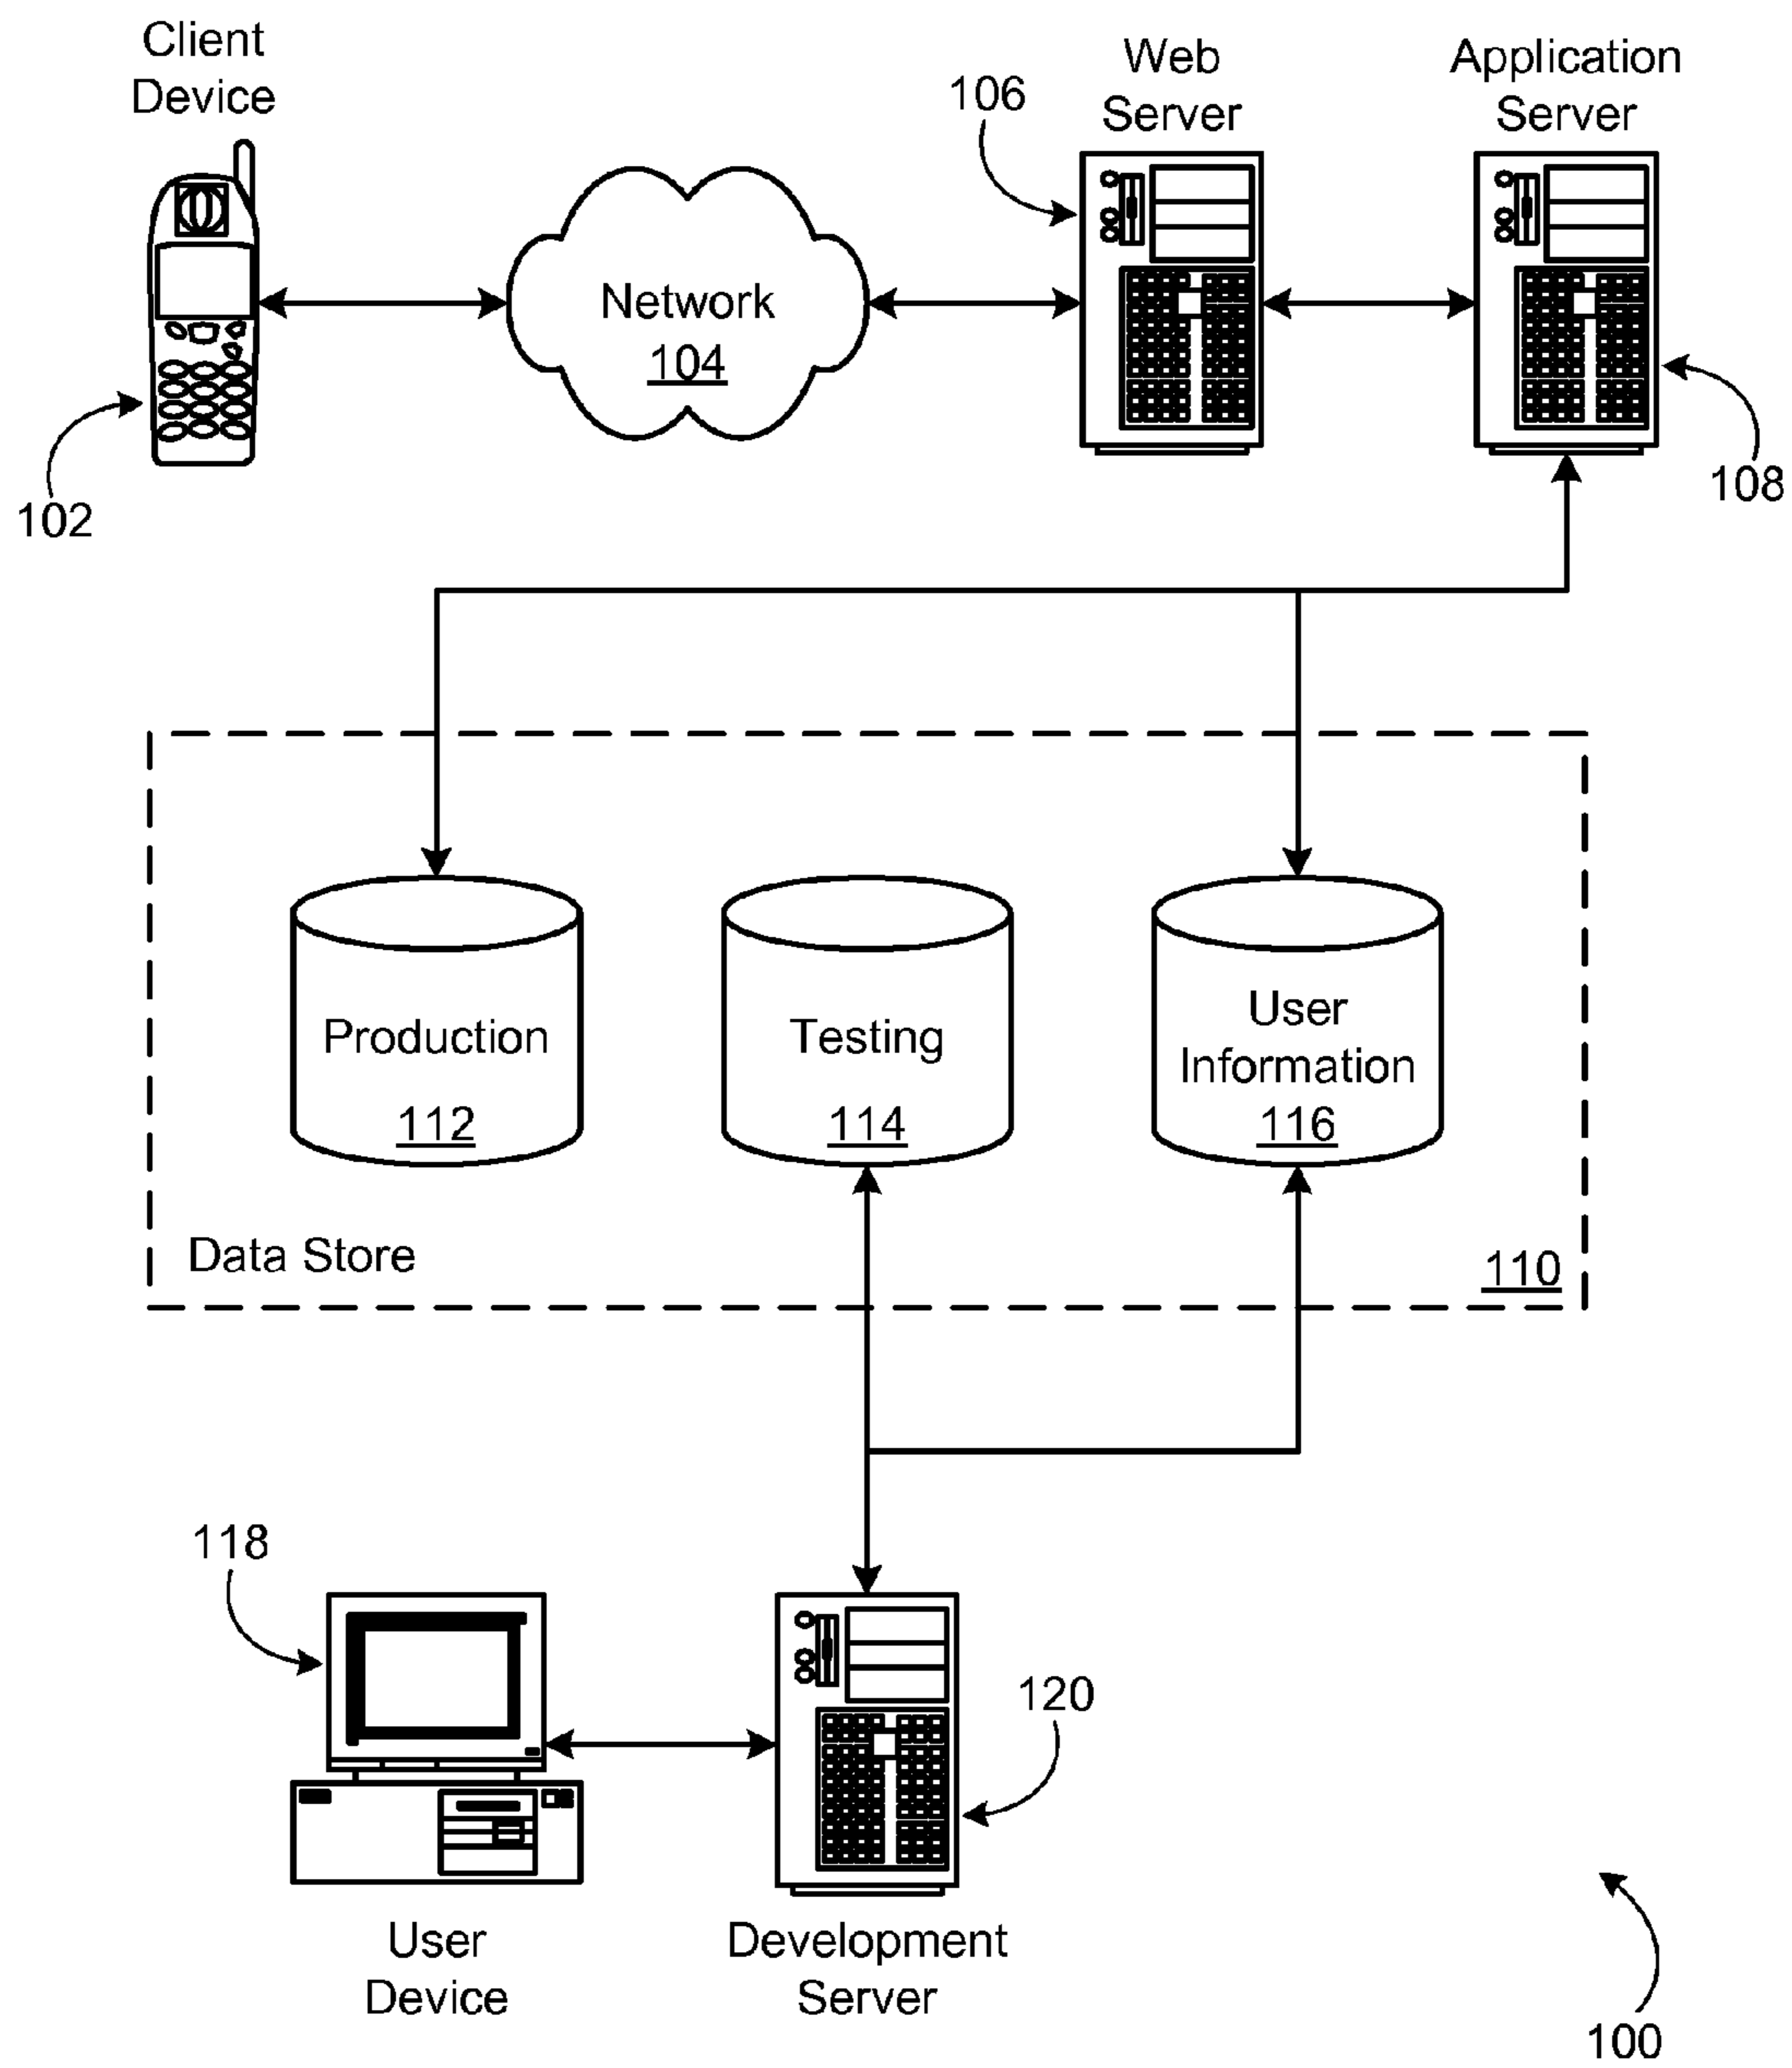 Client
Device
Web
Server
Application
Server
106
Network
104
102
108
Production
112
Testing
114
User
Information
116
Data Store
110
118
120
User
Device
Development
Server
100